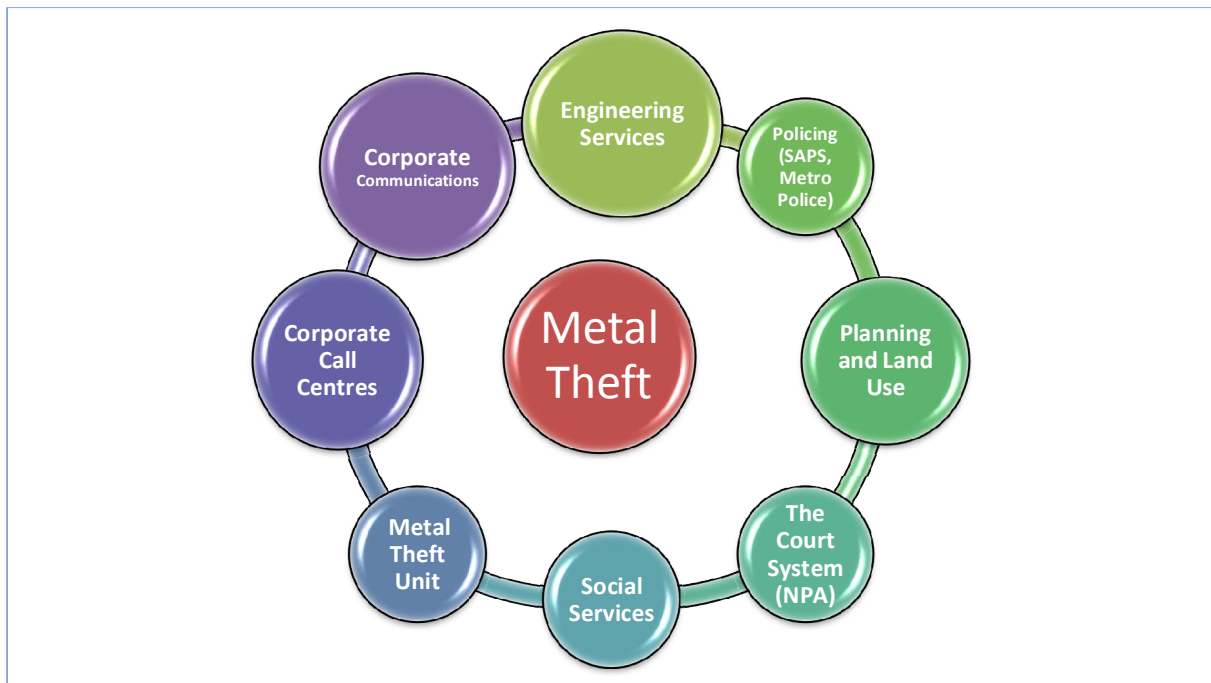 Engineering
Services
Policing
(SAPS,
Metro
Police)
Planning
and Land
Use
The
Court
System
(NPA)
Social
Services
Metal
Theft
Unit
Corporate
Call
Centres
Corporate
Communications
Metal
Theft